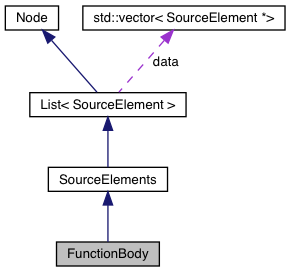 Node
std::vector< SourceElement *>
data
List< SourceElement >
SourceElements
FunctionBody